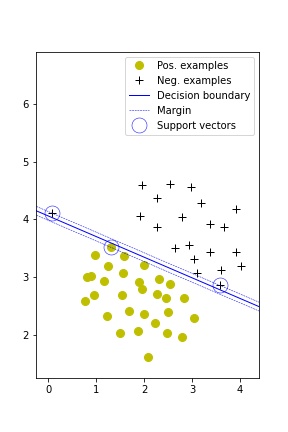 Pos. examples
Neg. examples
Decision boundary
Margin
Support vectors
6
5
4
3
2
0 1 2 3 4